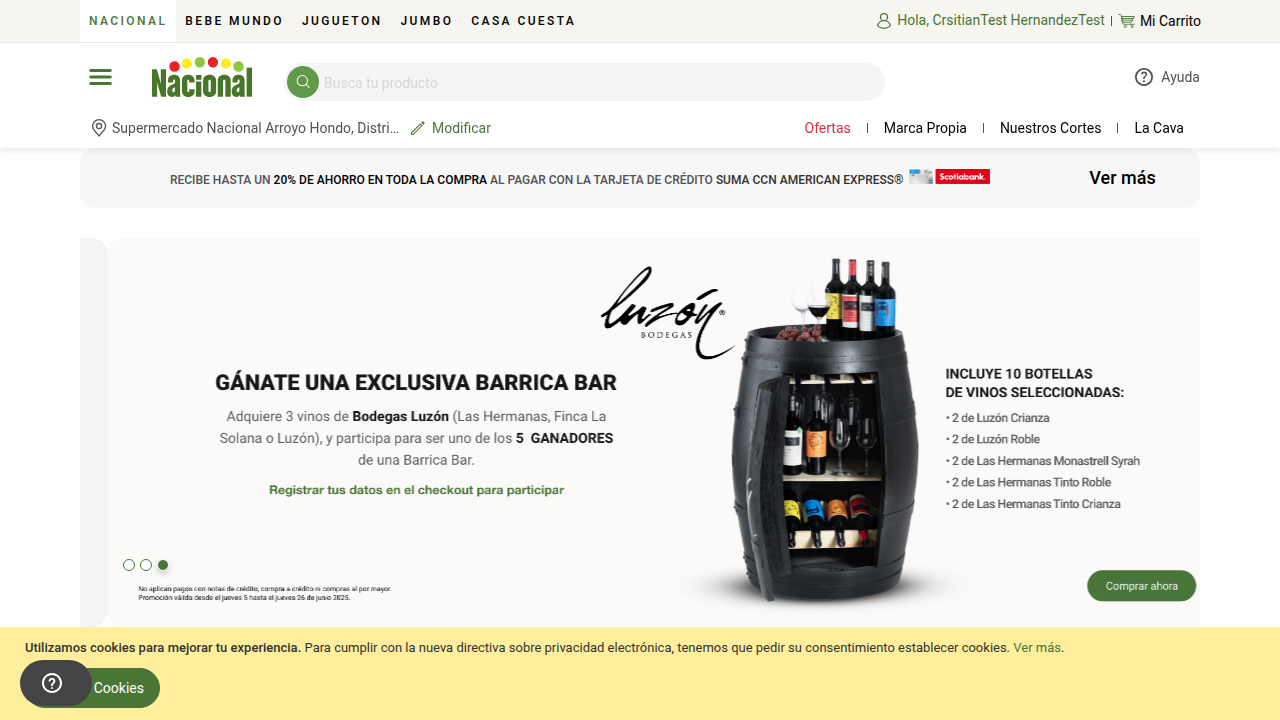 NACIONAL BEBE MUNDO JUGUETON JUMBO CASA CUESTA
Hola, CrsitianTest HernandezTest
Mi Carrito
Nacional
Busca tu producto
Ayuda
Supermercado Nacional Arroyo Hondo, Distri...
Modificar
Ofertas
Marca Propia
Nuestros Cortes
La Cava
RECIBE HASTA UN 20% DE AHORRO EN TODA LA COMPRA AL PAGAR CON LA TARJETA DE CRÉDITO SUMA CCN AMERICAN EXPRESS®
Scotiabank.
Ver más
luzón®
BODEGAS
GÁNATE UNA EXCLUSIVA BARRICA BAR
Adquiere 3 vinos de Bodegas Luzón (Las Hermanas, Finca La
Solana o Luzón), y participa para ser uno de los 5 GANADORES
de una Barrica Bar.
Registrar tus datos en el checkout para participar
INCLUYE 10 BOTELLAS
DE VINOS SELECCIONADAS:
• 2 de Luzón Crianza
• 2 de Luzón Roble
• 2 de Las Hermanas Monastrell Syrah
• 2 de Las Hermanas Tinto Roble
• 2 de Las Hermanas Tinto Crianza
No aplican pagos con notas de crédito, compra a crédito ni compras al por mayor.
Promoción válida desde el jueves 5 hasta el jueves 26 de junio 2025.
Comprar ahora
Utilizamos cookies para mejorar tu experiencia. Para cumplir con la nueva directiva sobre privacidad electrónica, tenemos que pedir su consentimiento establecer cookies. Ver más.
Cookies